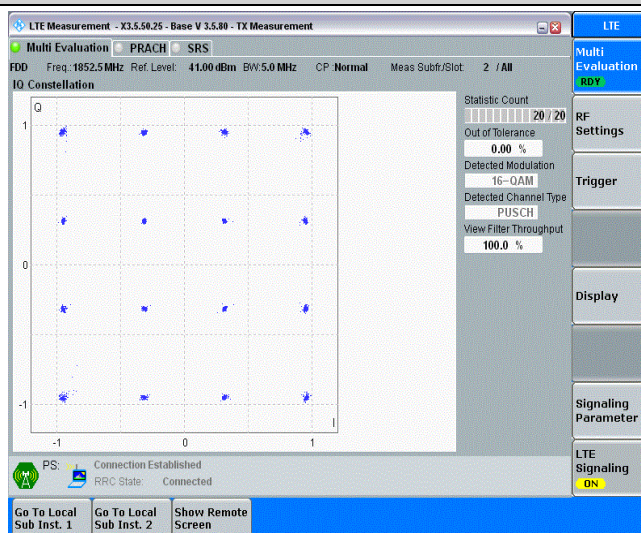 LTE Measurement - X3.5.50.25 - Base V 3.5.80 - TX Measurement
LTE
Multi Evaluation PRACH SRS
Multi Evaluation
RDY
FDD Freq.:1852.5 MHz Ref. Level: 41.00 dBm BW:5.0 MHz CP :Normal Meas Subfr./Slot: 2 / All
IQ Constellation
Q
1
0
-1
-1 0 1
I
Statistic Count
20 / 20
Out of Tolerance
0.00 %
Detected Modulation
16-QAM
Detected Channel Type
PUSCH
View Filter Throughput
100.0 %
RF
Settings
Trigger
Display
Signaling
Parameter
LTE
Signaling
ON
PS: Connection Established
RRC State: Connected
Go To Local
Sub Inst. 1
Go To Local
Sub Inst. 2
Show Remote
Screen